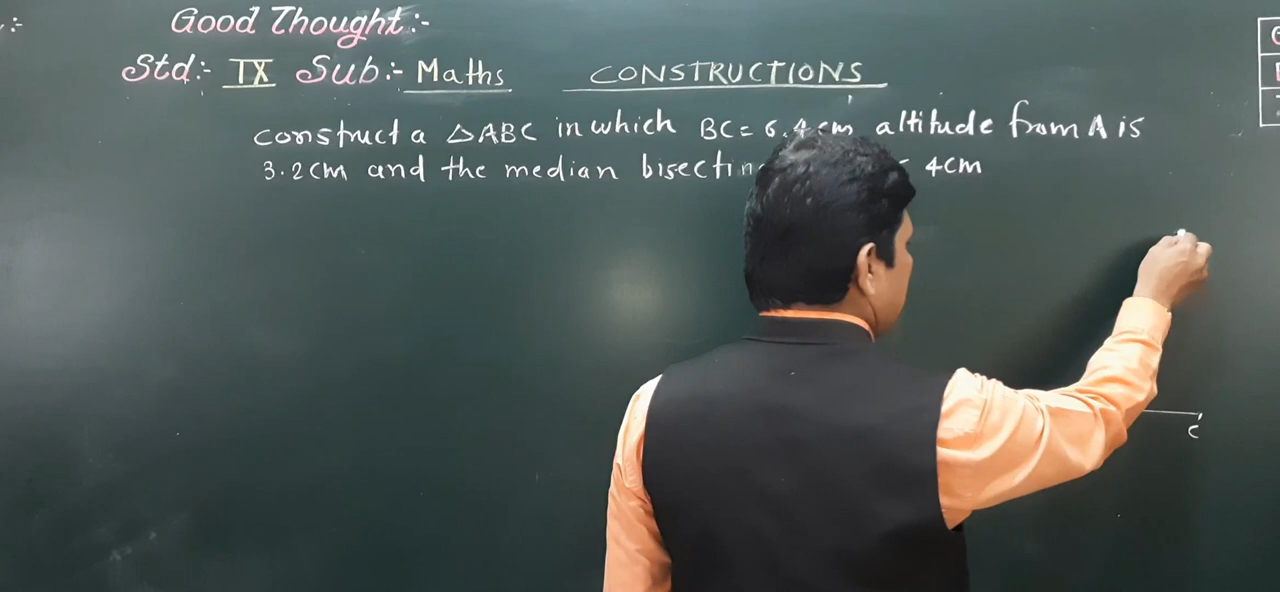 :-
Good Thought:-
Std:- IX Sub:- Maths CONSTRUCTIONS
construct a △ABC in which BC = 6.4cm altitude from A is
3.2cm and the median bisecting 4cm
C